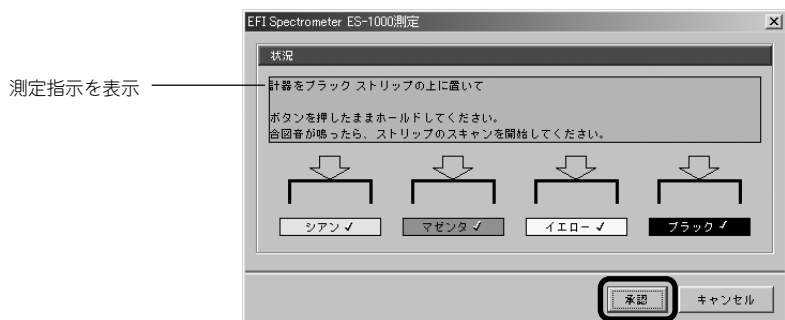 EFI Spectrometer ES-1000測定
状況
測定指示を表示
計器をブラック ストリップの上に置いて
ボタンを押したままホールドしてください。
合図音が鳴ったら、ストリップのスキャンを開始してください。
シアン ✓
マゼンタ ✓
イエロー ✓
ブラック ✓
承認
キャンセル